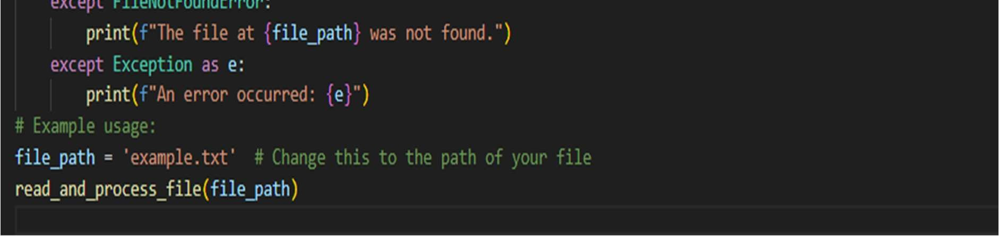 except FileNotFoundError:
print(f"The file at {file_path} was not found.")
except Exception as e:
print(f"An error occurred: {e}")
# Example usage:
file_path = 'example.txt'  # Change this to the path of your file
read_and_process_file(file_path)